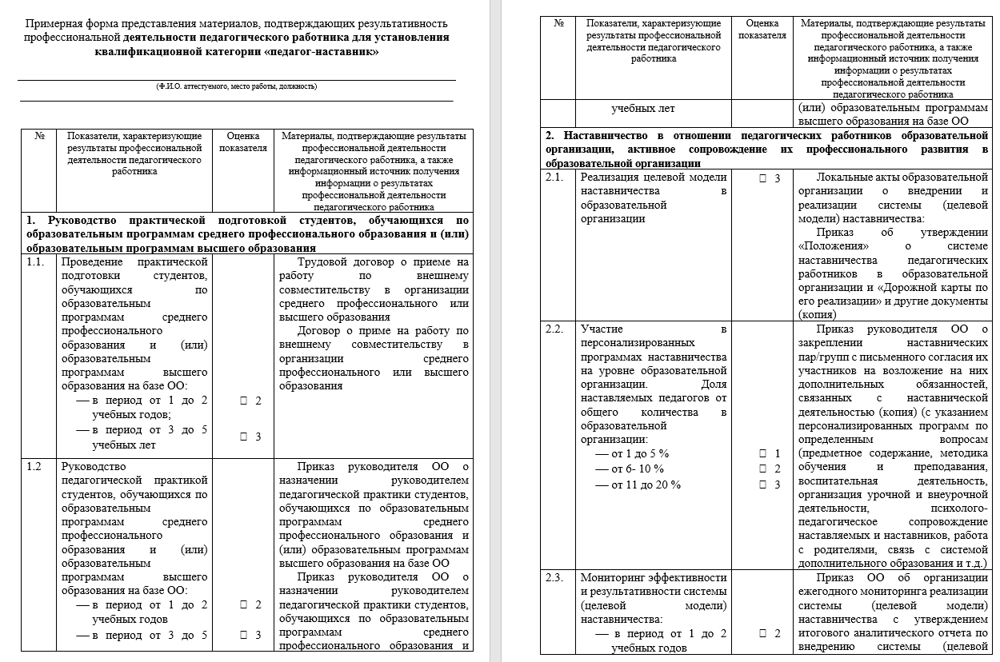 Примерная форма представления материалов, подтверждающих результативность
профессиональной деятельности педагогического работника для установления
квалификационной категории «педагог-наставник»
(Ф.И.О. аттестуемого, место работы, должность)
№
Показатели, характеризующие
результаты профессиональной
деятельности педагогического
работника
Оценка
показателя
Материалы, подтверждающие результаты
профессиональной деятельности
педагогического работника, а также
информационный источник получения
информации о результатах
профессиональной деятельности
педагогического работника
1. Руководство практической подготовкой студентов, обучающихся по
образовательным программам среднего профессионального образования и (или)
образовательным программам высшего образования
1.1.
Проведение практической
подготовки студентов,
обучающихся по
образовательным
программам среднего
профессионального
образования и (или)
образовательным
программам высшего
образования на базе ОО:
— в период от 1 до 2
учебных годов;
— в период от 3 до 5
учебных лет
☐ 2
☐ 3
Трудовой договор о приеме на
работу по внешнему
совместительству в организации
среднего профессионального или
высшего образования
Договор о приме на работу по
внешнему совместительству в
организации среднего
профессионального или высшего
образования
1.2
Руководство
педагогической практикой
студентов, обучающихся по
образовательным
программам среднего
профессионального
образования и (или)
образовательным
программам высшего
образования на базе ОО:
— в период от 1 до 2
учебных годов
— в период от 3 до 5
☐ 2
☐ 3
Приказ руководителя ОО о
назначении руководителем
педагогической практики студентов,
обучающихся по образовательным
программам среднего
профессионального образования и
(или) образовательным программам
высшего образования на базе ОО
Приказ руководителя ОО о
назначении руководителем
педагогической практики студентов,
обучающихся по образовательным
программам среднего
профессионального образования и
№
Показатели, характеризующие
результаты профессиональной
деятельности педагогического
работника
Оценка
показателя
Материалы, подтверждающие результаты
профессиональной деятельности
педагогического работника, а также
информационный источник получения
информации о результатах
профессиональной деятельности
педагогического работника
учебных лет
(или) образовательным программам
высшего образования на базе ОО
2. Наставничество в отношении педагогических работников образовательной
организации, активное сопровождение их профессионального развития в
образовательной организации
2.1.
Реализация целевой модели
наставничества в
образовательной
организации
☐ 3
Локальные акты образовательной
организации о внедрении и
реализации системы (целевой
модели) наставничества:
Приказ об утверждении
«Положения» о системе
наставничества педагогических
работников в образовательной
организации и «Дорожной карты по
его реализации» и другие документы
(копия)
2.2.
Участие в
персонализированных
программах наставничества
на уровне образовательной
организации. Доля
наставляемых педагогов от
общего количества в
образовательной
организации:
— от 1 до 5 %
— от 6- 10 %
— от 11 до 20 %
☐ 1
☐ 2
☐ 3
Приказ руководителя ОО о
закреплении наставнических
пар/групп с письменного согласия их
участников на возложение на них
дополнительных обязанностей,
связанных с наставнической
деятельностью (копия) (с указанием
персонализированных программ по
определенным вопросам
(предметное содержание, методика
обучения и преподавания,
воспитательная деятельность,
организация урочной и внеурочной
деятельности, психолого-
педагогическое сопровождение
наставляемых и наставников, работа
с родителями, связь с системой
дополнительного образования и т.д.)
2.3.
Мониторинг эффективности
и результативности системы
(целевой модели)
наставничества:
— в период от 1 до 2
учебных годов
☐ 2
Приказ ОО об организации
ежегодного мониторинга реализации
системы (целевой модели)
наставничества с утверждением
итогового аналитического отчета по
внедрению системы (целевой